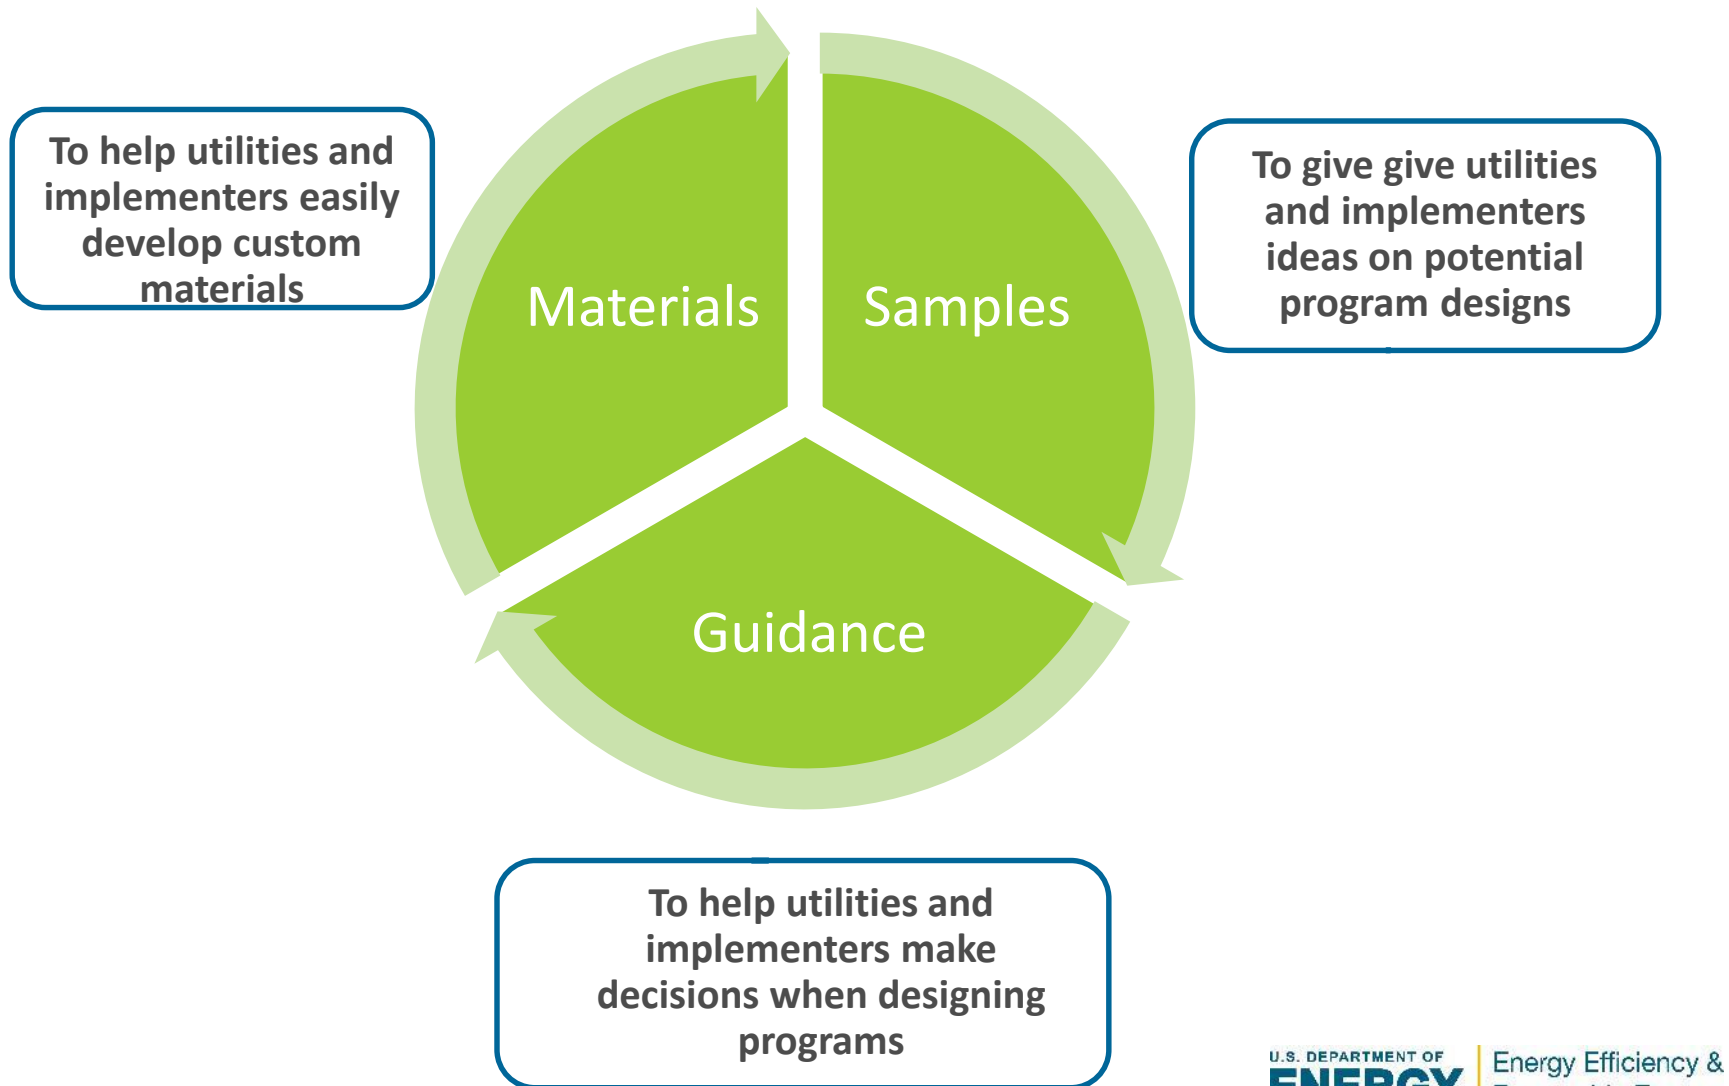 To help utilities and
implementers easily
develop custom
materials
Materials
Samples
To give give utilities
and implementers
ideas on potential
program designs
Guidance
To help utilities and
implementers make
decisions when designing
programs
U.S. DEPARTMENT OF
ENERGY
Energy Efficiency &